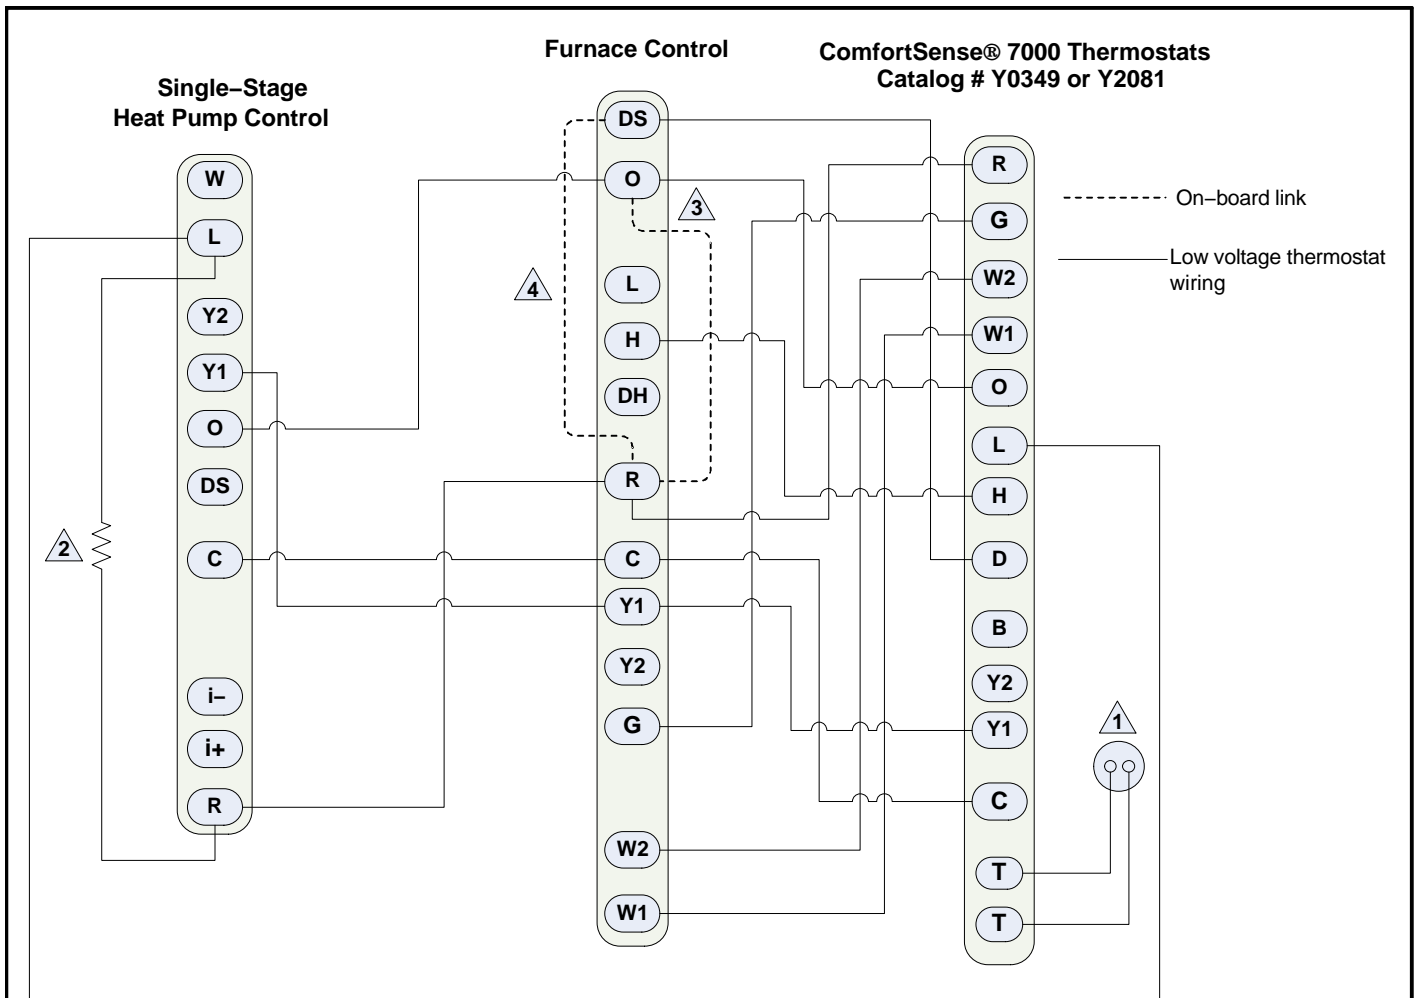 Furnace Control
ComfortSense® 7000 Thermostats
Catalog # Y0349 or Y2081
Single–Stage
Heat Pump Control
W
L
Y2
Y1
O
DS
C
i–
i+
R
2
DS
O
L
H
DH
R
C
Y1
Y2
G
W2
W1
3
4
R
G
W2
W1
O
L
H
D
B
Y2
Y1
C
T
T
1
On–board link
Low voltage thermostat
wiring